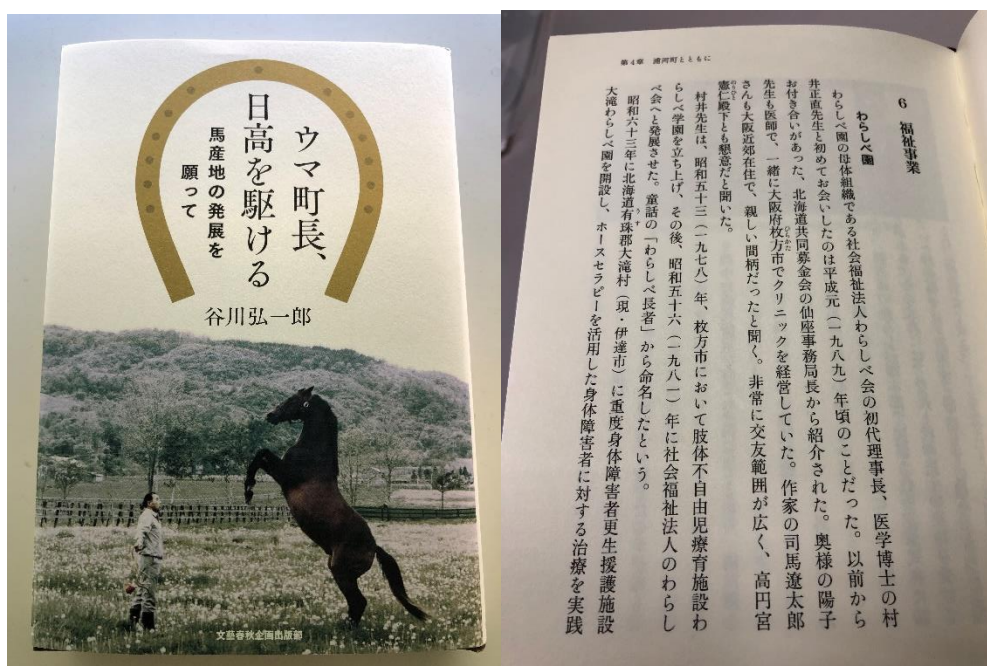 ウマ町長、
日高を駆ける
馬産地の発展を
願って
谷川弘一郎
文藝春秋企画出版部
第4章 浦河町とともに
6 福祉事業
わらしべ園
わらしべ園の母体組織である社会福祉法人わらしべ会の初代理事長、医学博士の村
井正直先生と初めてお会いしたのは平成元（一九八九）年頃のことだった。以前から
お付き合いがあった、北海道共同募金会の仙座事務局長から紹介された。奥様の陽子
先生も医師で、一緒に大阪府枚方市でクリニックを経営していた。作家の司馬遼太郎
さんも大阪近郊在住で、親しい間柄だったと聞く。非常に交友範囲が広く、高円宮
憲仁殿下とも懇意だと聞いた。
村井先生は、昭和五十三（一九七八）年、枚方市において肢体不自由児療育施設わ
らしべ学園を立ち上げ、その後、昭和五十六（一九八一）年に社会福祉法人のわらし
べ会へと発展させた。童話の「わらしべ長者」から命名したという。
昭和六十三年に北海道有珠郡大滝村（現・伊達市）に重度身体障害者更生援護施設
大滝わらしべ園を開設し、ホースセラピーを活用した身体障害者に対する治療を実践